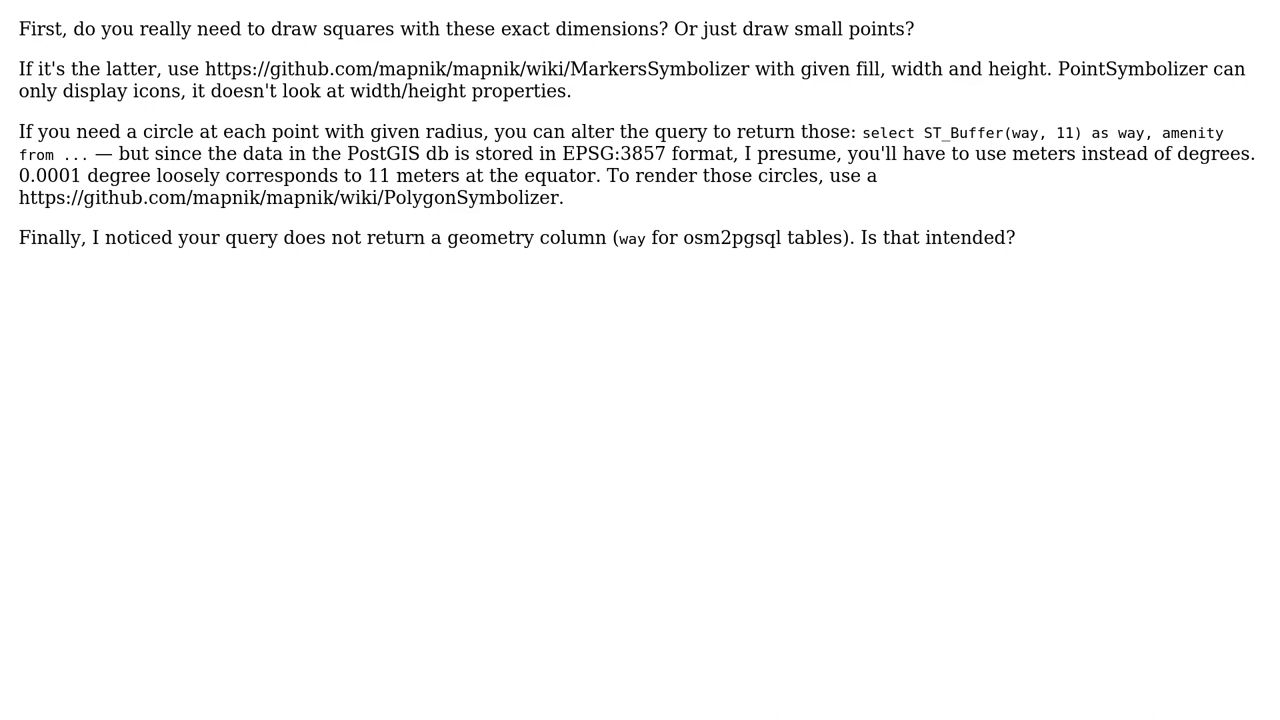 First, do you really need to draw squares with these exact dimensions? Or just draw small points?
If it's the latter, use https://github.com/mapnik/mapnik/wiki/MarkersSymbolizer with given fill, width and height. PointSymbolizer can
only display icons, it doesn't look at width/height properties.
If you need a circle at each point with given radius, you can alter the query to return those: select ST_Buffer(way, 11) as way, amenity
from ... — but since the data in the PostGIS db is stored in EPSG:3857 format, I presume, you'll have to use meters instead of degrees.
0.0001 degree loosely corresponds to 11 meters at the equator. To render those circles, use a
https://github.com/mapnik/mapnik/wiki/PolygonSymbolizer.
Finally, I noticed your query does not return a geometry column (way for osm2pgsql tables). Is that intended?